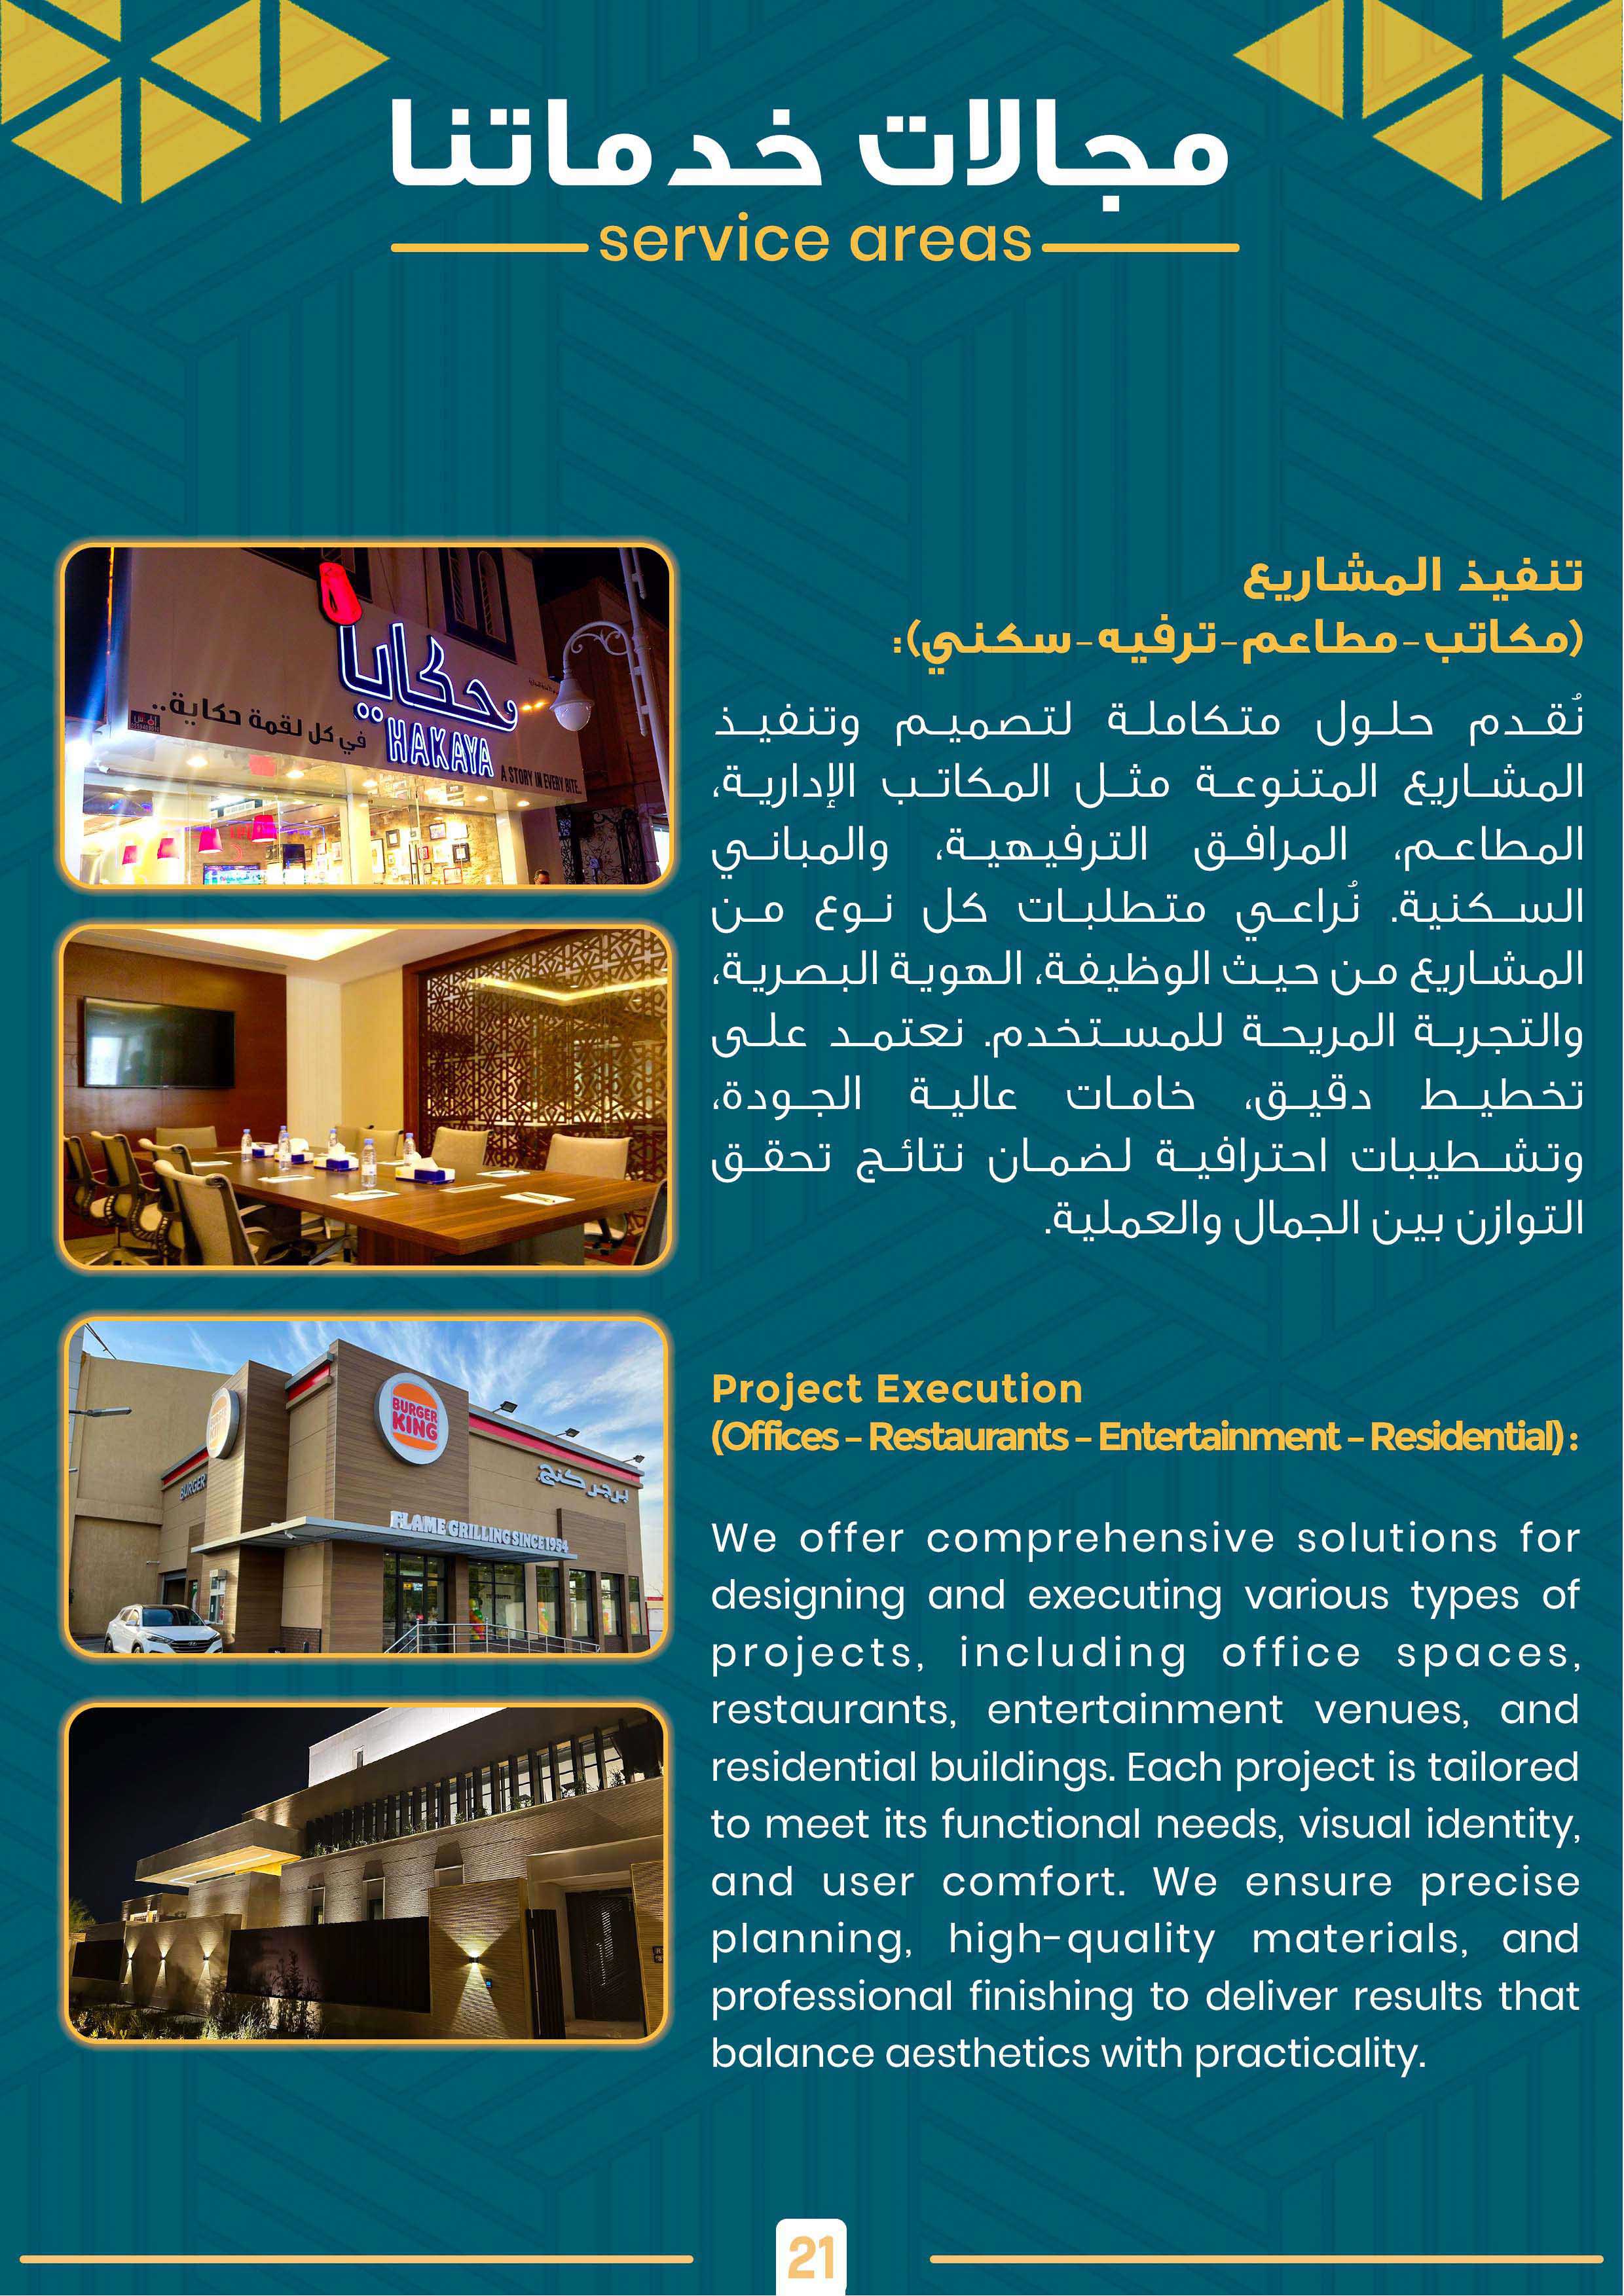 مجالات خدماتنا
service areas
تنفيذ المشاريع
(مكاتب-مطاعم-ترفيه-سكني):
نُقدم حلول متكاملة لتصميم وتنفيذ
المشاريع المتنوعة مثل المكاتب الإدارية،
المطاعم، المرافق الترفيهية، والمباني
السكنية. نُراعي متطلبات كل نوع من
المشاريع من حيث الوظيفة، الهوية البصرية،
والتجربة المريحة للمستخدم. نعتمد على
تخطيط دقيق، خامات عالية الجودة،
وتشطيبات احترافية لضمان نتائج تحقق
التوازن بين الجمال والعملية.
حكايا
HAKAYA
في كل لقمة حكاية..
A STORY IN EVERY BITE.
BURGER
KING
برجر كنج
BURGER
FLAME GRILLING SINCE 1954
Project Execution
(Offices – Restaurants – Entertainment – Residential) :
We offer comprehensive solutions for
designing and executing various types of
projects, including office spaces,
restaurants, entertainment venues, and
residential buildings. Each project is tailored
to meet its functional needs, visual identity,
and user comfort. We ensure precise
planning, high-quality materials, and
professional finishing to deliver results that
balance aesthetics with practicality.
21